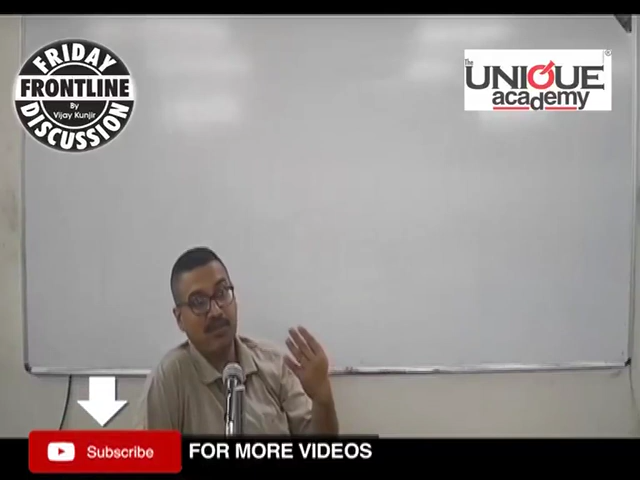 FRIDAY
FRONTLINE
By
Vijay Kunjir
DISCUSSION
The
UNIQUE
academy
®
Subscribe
FOR MORE VIDEOS